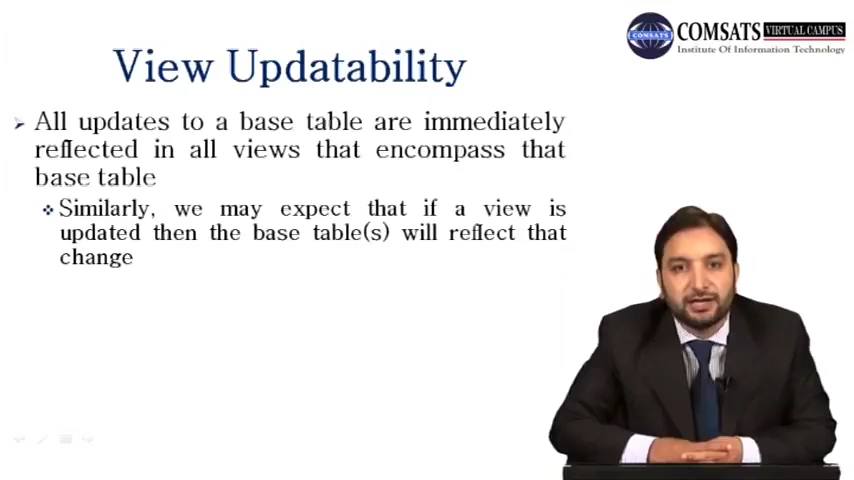 COMSATS VIRTUAL CAMPUS
COMSATS
Institute Of Information Technology
View Updatability
All updates to a base table are immediately
reflected in all views that encompass that
base table
Similarly, we may expect that if a view is
updated then the base table(s) will reflect that
change